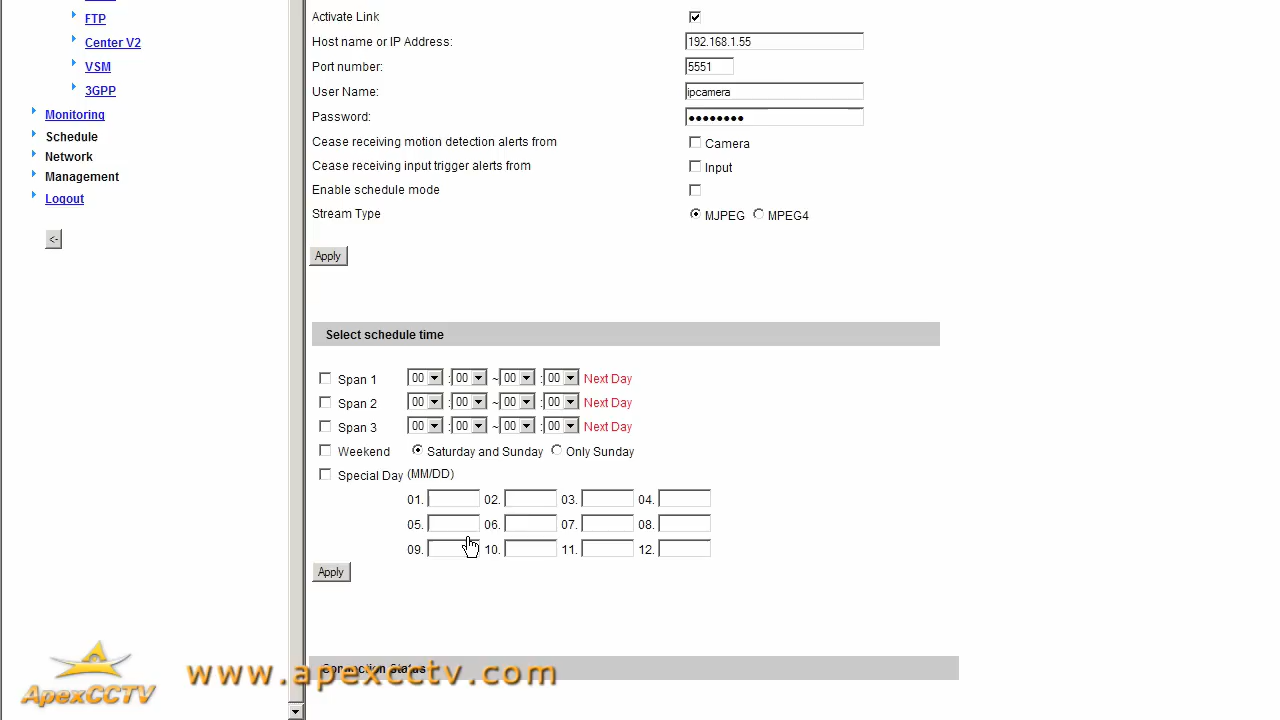 FTP
Center V2
VSM
3GPP
Monitoring
Schedule
Network
Management
Logout
<-
Activate Link
Host name or IP Address: 192.168.1.55
Port number: 5551
User Name: ipcamera
Password: ●●●●●●●●
Cease receiving motion detection alerts from Camera
Cease receiving input trigger alerts from Input
Enable schedule mode
Stream Type MJPEG MPEG4
Apply
Select schedule time
Span 1 00 : 00 ~ 00 : 00 Next Day
Span 2 00 : 00 ~ 00 : 00 Next Day
Span 3 00 : 00 ~ 00 : 00 Next Day
Weekend Saturday and Sunday Only Sunday
Special Day (MM/DD)
01. 02. 03. 04.
05. 06. 07. 08.
09. 10. 11. 12.
Apply
Connection Status
ApexCCTV
www.apexcctv.com